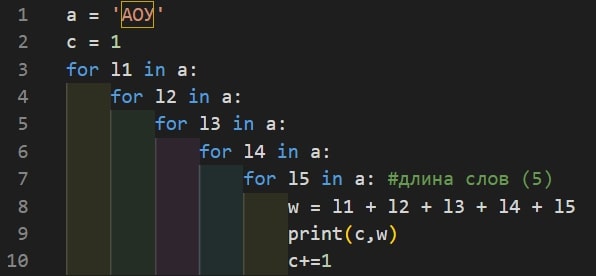 1 a = 'АОУ'
2 c = 1
3 for l1 in a:
4     for l2 in a:
5         for l3 in a:
6             for l4 in a:
7                 for l5 in a: #длина слов (5)
8                     w = l1 + l2 + l3 + l4 + l5
9                     print(c,w)
10                     c+=1